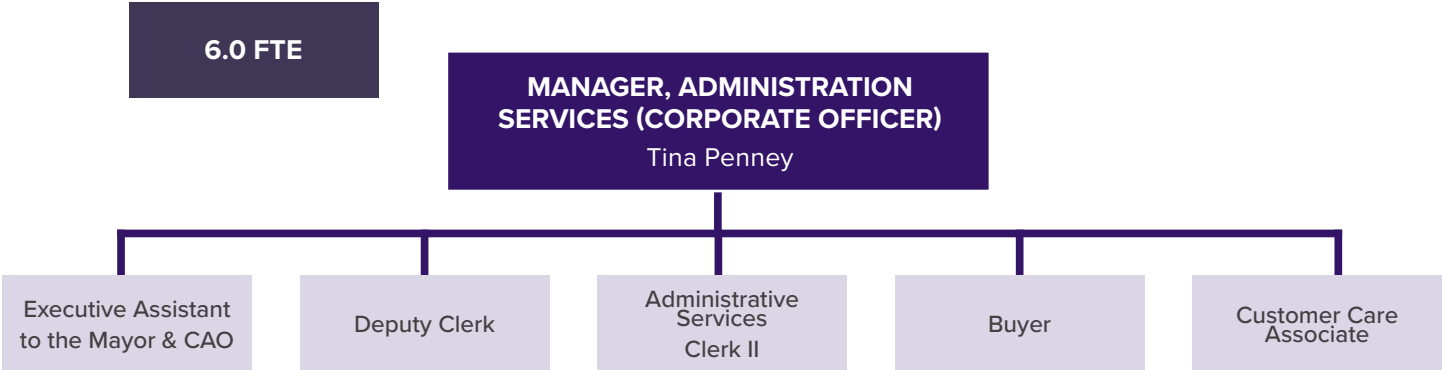 6.0 FTE
MANAGER, ADMINISTRATION
SERVICES (CORPORATE OFFICER)
Tina Penney
Executive Assistant
to the Mayor & CAO
Deputy Clerk
Administrative
Services
Clerk II
Buyer
Customer Care
Associate